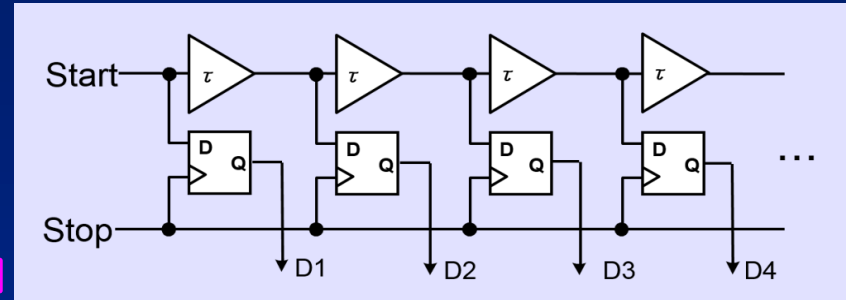 Start τ τ τ τ
D D D D
Q Q Q Q
...
Stop
D1 D2 D3 D4